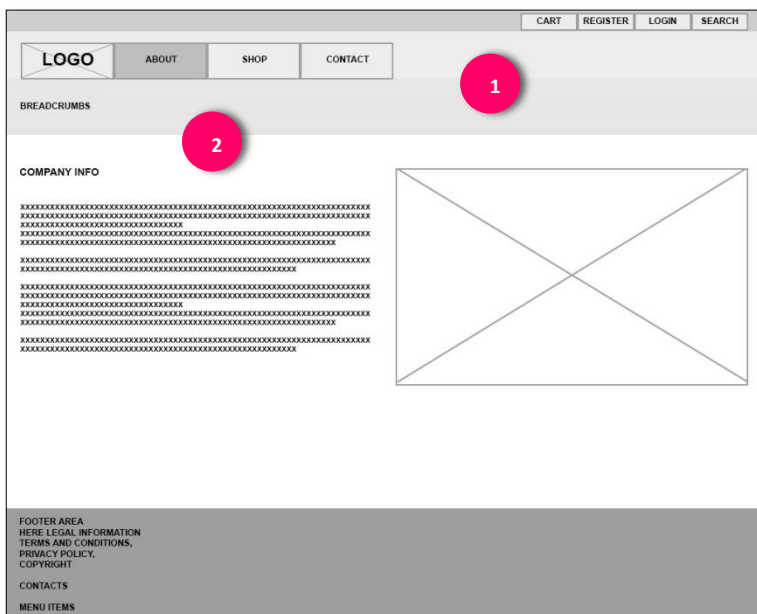 CART
REGISTER
LOGIN
SEARCH
LOGO
ABOUT
SHOP
CONTACT
1
BREADCRUMBS
2
COMPANY INFO
FOOTER AREA
HERE LEGAL INFORMATION
TERMS AND CONDITIONS,
PRIVACY POLICY,
COPYRIGHT
CONTACTS
MENU ITEMS